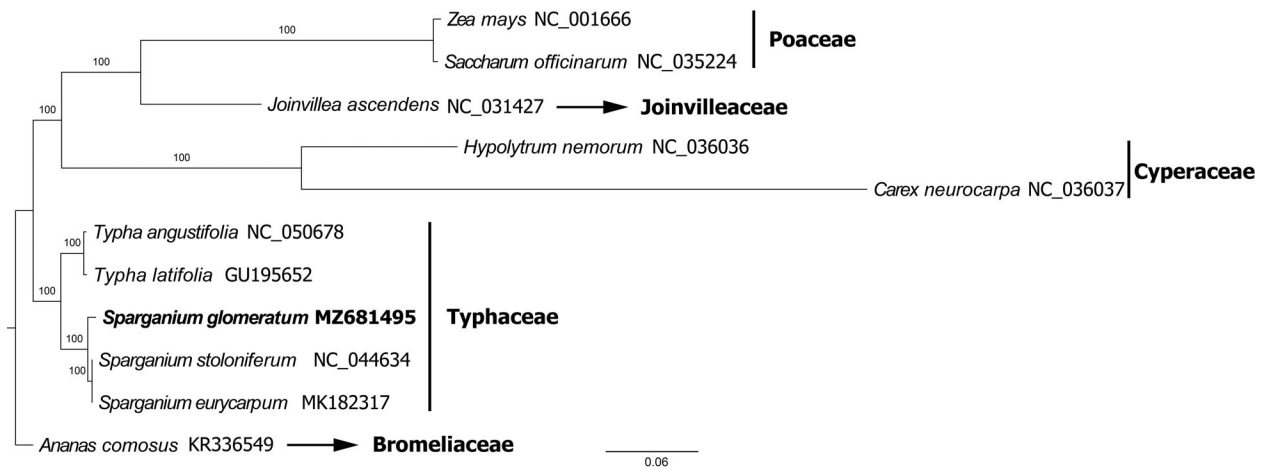 100
Zea mays NC_001666
Poaceae
Saccharum officinarum NC_035224
100
Joinvillea ascendens NC_031427
Joinvilleaceae
100
Hypolytrum nemorum NC_036036
100
Cyperaceae
Carex neurocarpa NC_036037
Typha angustifolia NC_050678
100
Typha latifolia GU195652
100
Sparganium glomeratum MZ681495
Typhaceae
100
Sparganium stoloniferum NC_044634
100
Sparganium eurycarpum MK182317
Ananas comosus KR336549
Bromeliaceae
0.06